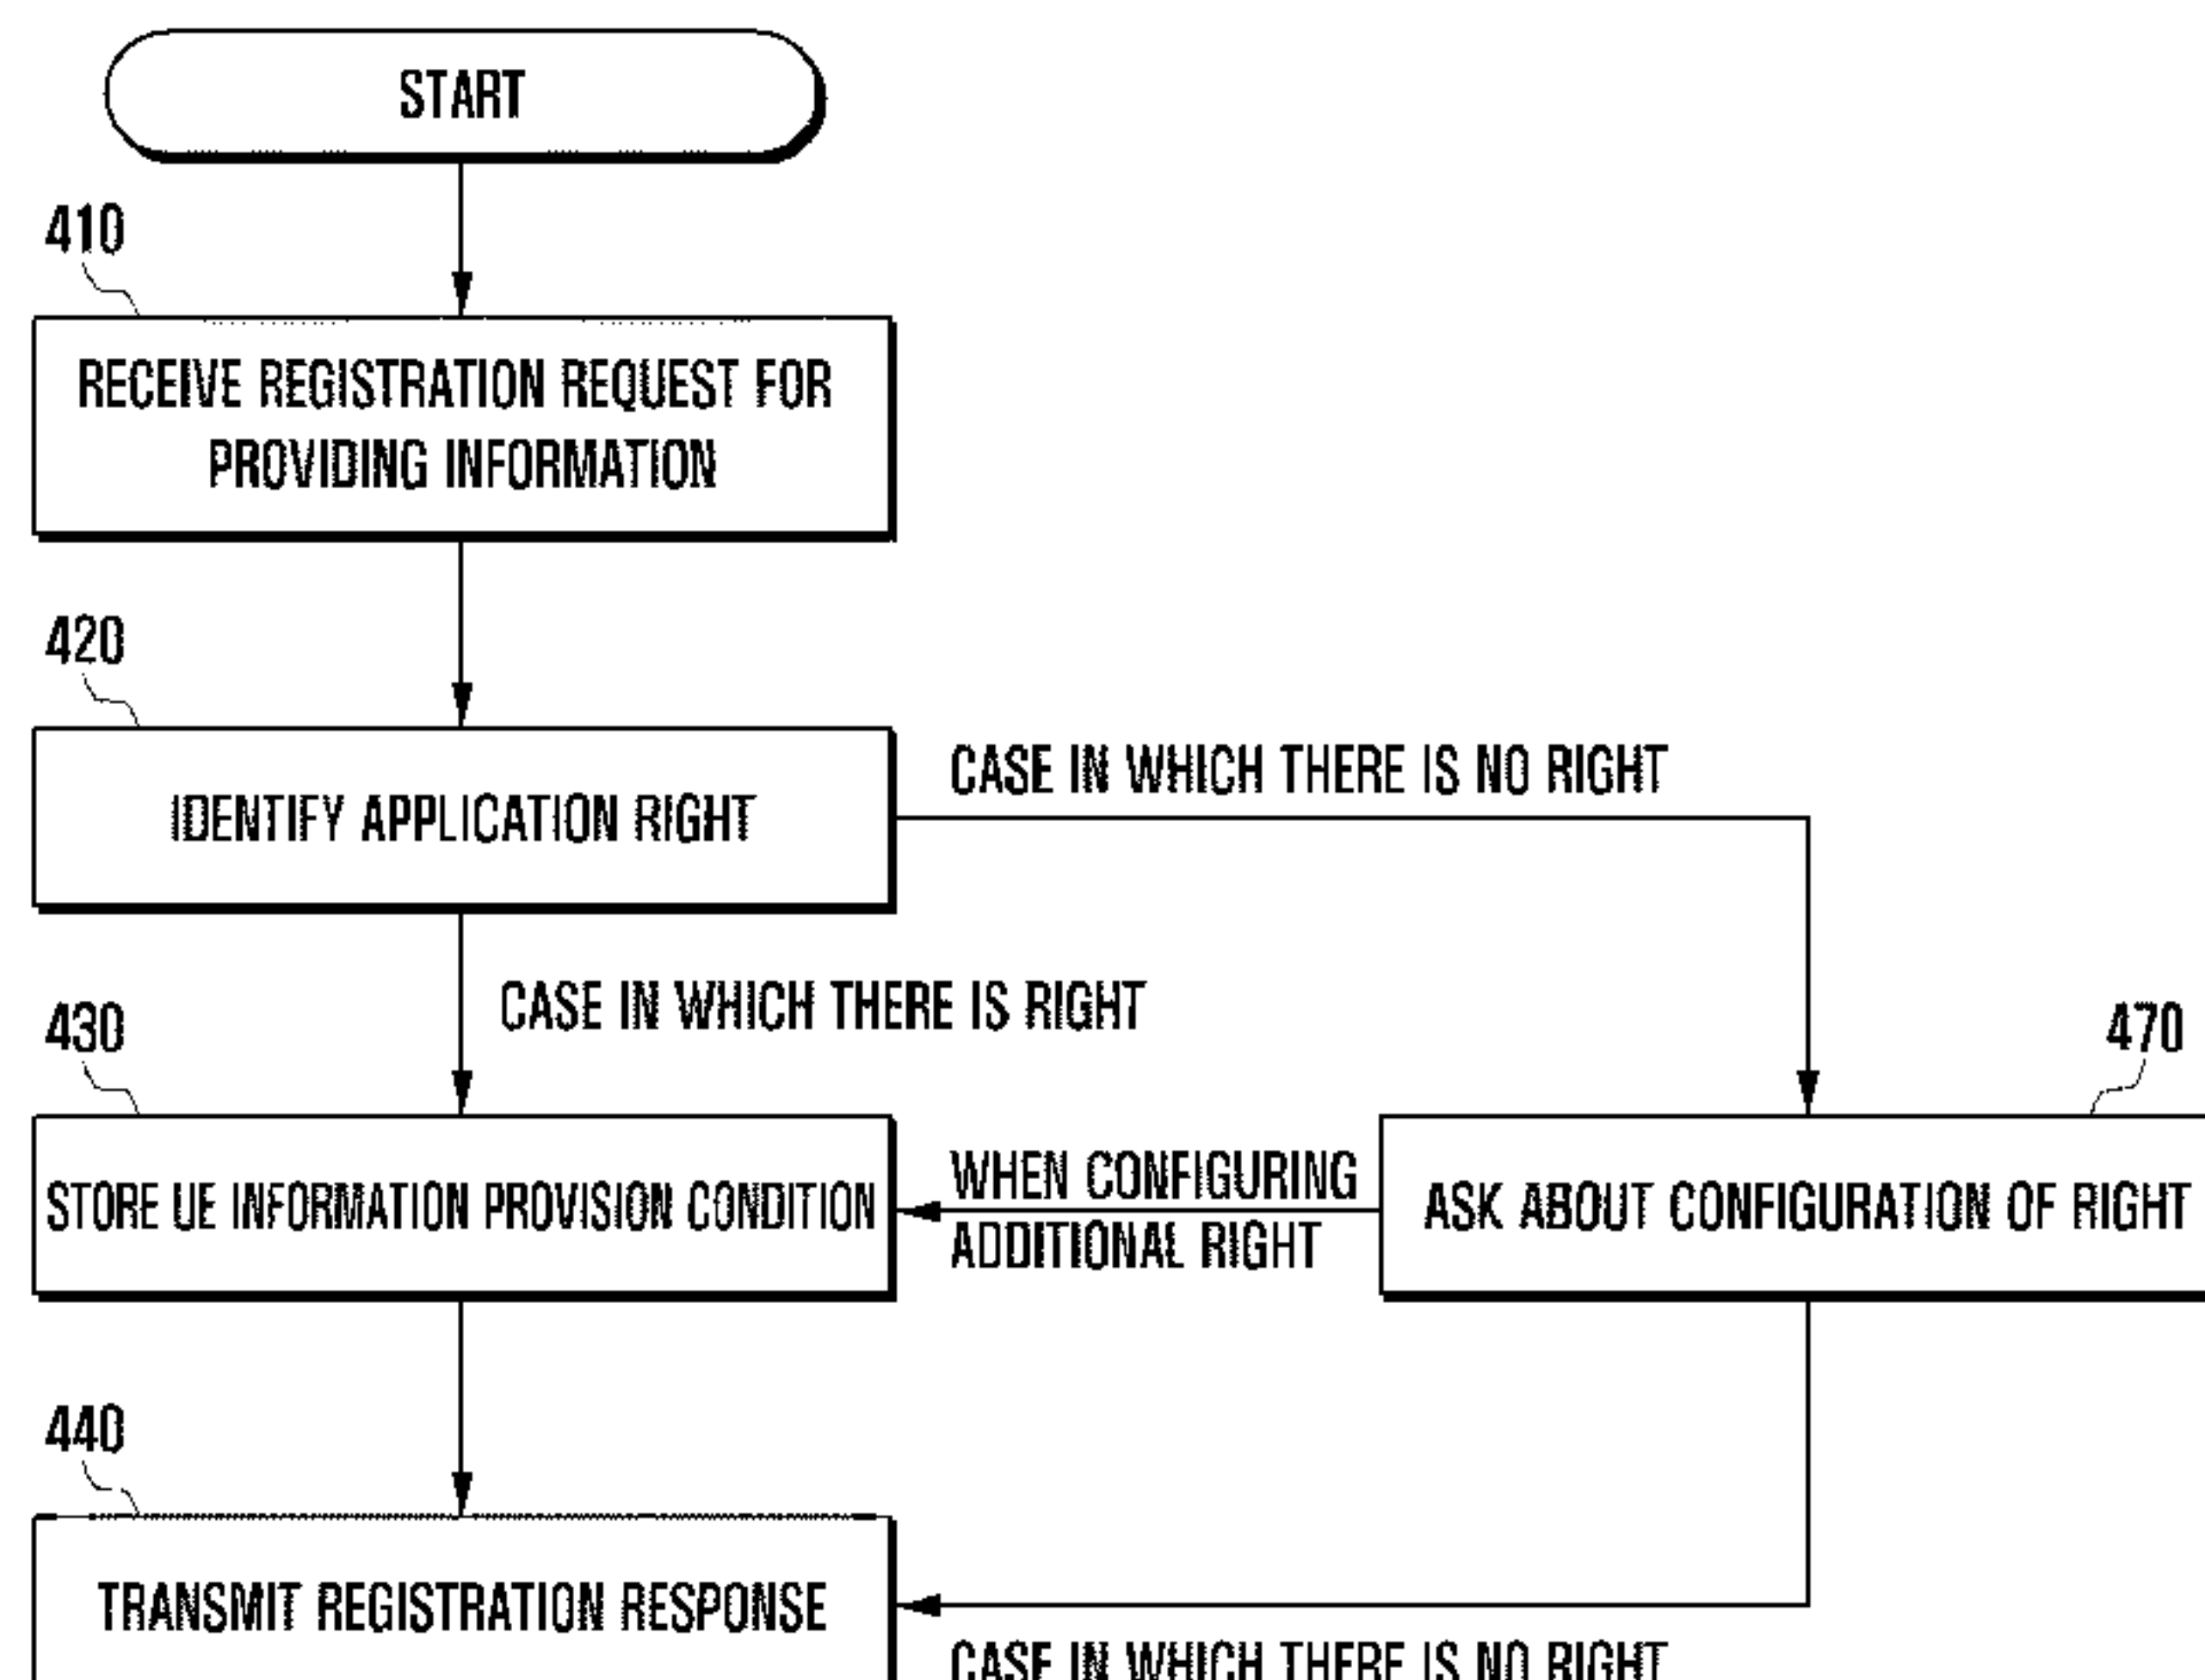 START
410
RECEIVE REGISTRATION REQUEST FOR
PROVIDING INFORMATION
420
IDENTIFY APPLICATION RIGHT
CASE IN WHICH THERE IS NO RIGHT
CASE IN WHICH THERE IS RIGHT
430
STORE UE INFORMATION PROVISION CONDITION
WHEN CONFIGURING
ADDITIONAL RIGHT
470
ASK ABOUT CONFIGURATION OF RIGHT
440
TRANSMIT REGISTRATION RESPONSE
CASE IN WHICH THERE IS NO RIGHT